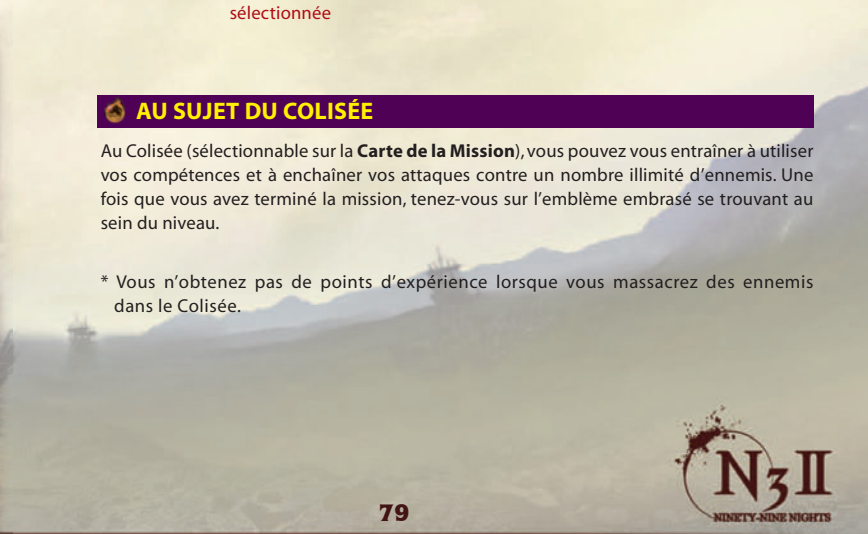 sélectionnée
AU SUJET DU COLISÉE
Au Colisée (sélectionnable sur la Carte de la Mission), vous pouvez vous entraîner à utiliser
vos compétences et à enchaîner vos attaques contre un nombre illimité d’ennemis. Une
fois que vous avez terminé la mission, tenez-vous sur l’emblème embrasé se trouvant au
sein du niveau.
* Vous n’obtenez pas de points d’expérience lorsque vous massacrez des ennemis
dans le Colisée.
N3II
NINETY-NINE NIGHTS
79